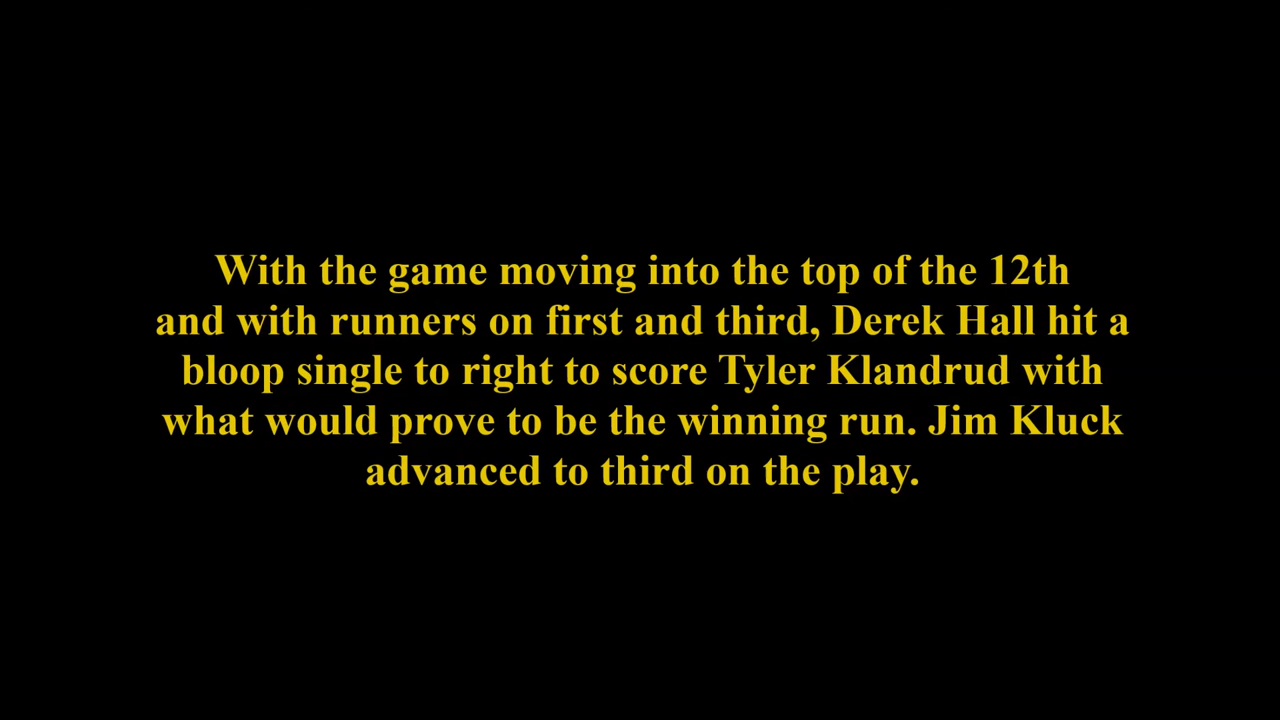 With the game moving into the top of the 12th
and with runners on first and third, Derek Hall hit a
bloop single to right to score Tyler Klandrud with
what would prove to be the winning run. Jim Kluck
advanced to third on the play.